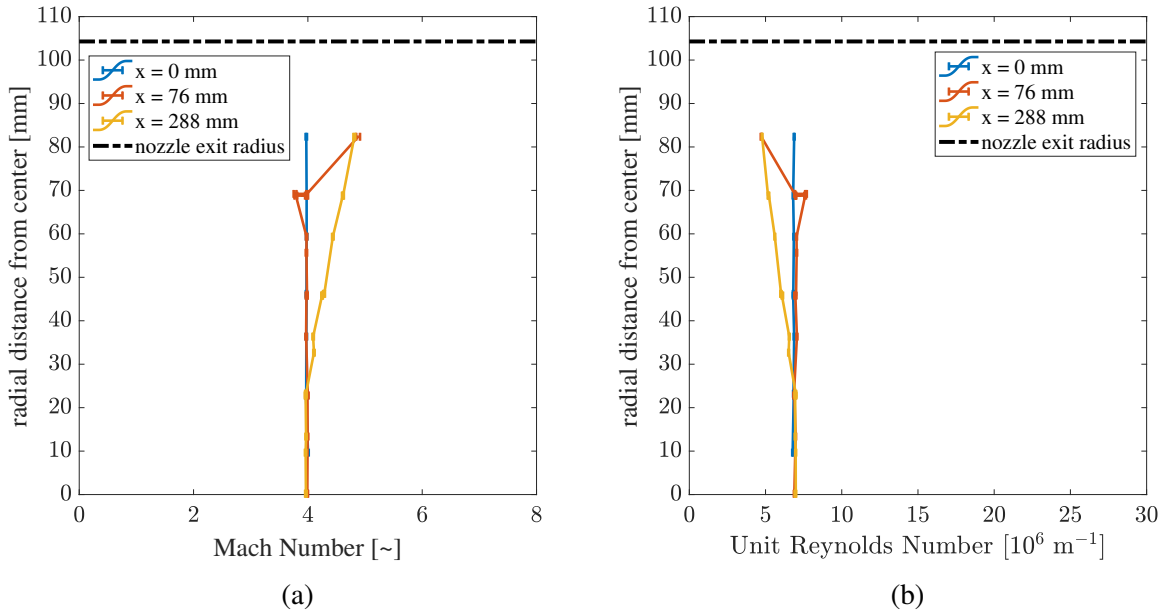 110
100
90
80
70
60
50
40
30
20
10
0
radial distance from center [mm]
x = 0 mm
x = 76 mm
x = 288 mm
nozzle exit radius
0 2 4 6 8
Mach Number [~]
(a)
110
100
90
80
70
60
50
40
30
20
10
0
radial distance from center [mm]
x = 0 mm
x = 76 mm
x = 288 mm
nozzle exit radius
0 5 10 15 20 25 30
Unit Reynolds Number [10⁶ m⁻¹]
(b)